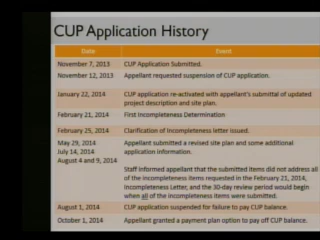 CUP Application History
Date Event
November 7, 2013 CUP Application Submitted.
November 12, 2013 Appellant requested suspension of CUP application.
January 22, 2014 CUP application re-activated with appellant's submittal of updated
project description and site plan.
February 21, 2014 First Incompleteness Determination
February 25, 2014 Clarification of Incompleteness letter issued.
May 29, 2014 Appellant submitted a revised site plan and some additional
July 14, 2014 application information.
August 4 and 9, 2014
Staff informed appellant that the submitted items did not address all
of the incompleteness items requested in the February 21, 2014,
Incompleteness Letter, and the 30-day review period would begin
when all of the incompleteness items were submitted.
August 1, 2014 CUP application suspended for failure to pay CUP balance.
October 1, 2014 Appellant granted a payment plan option to pay off CUP balance.